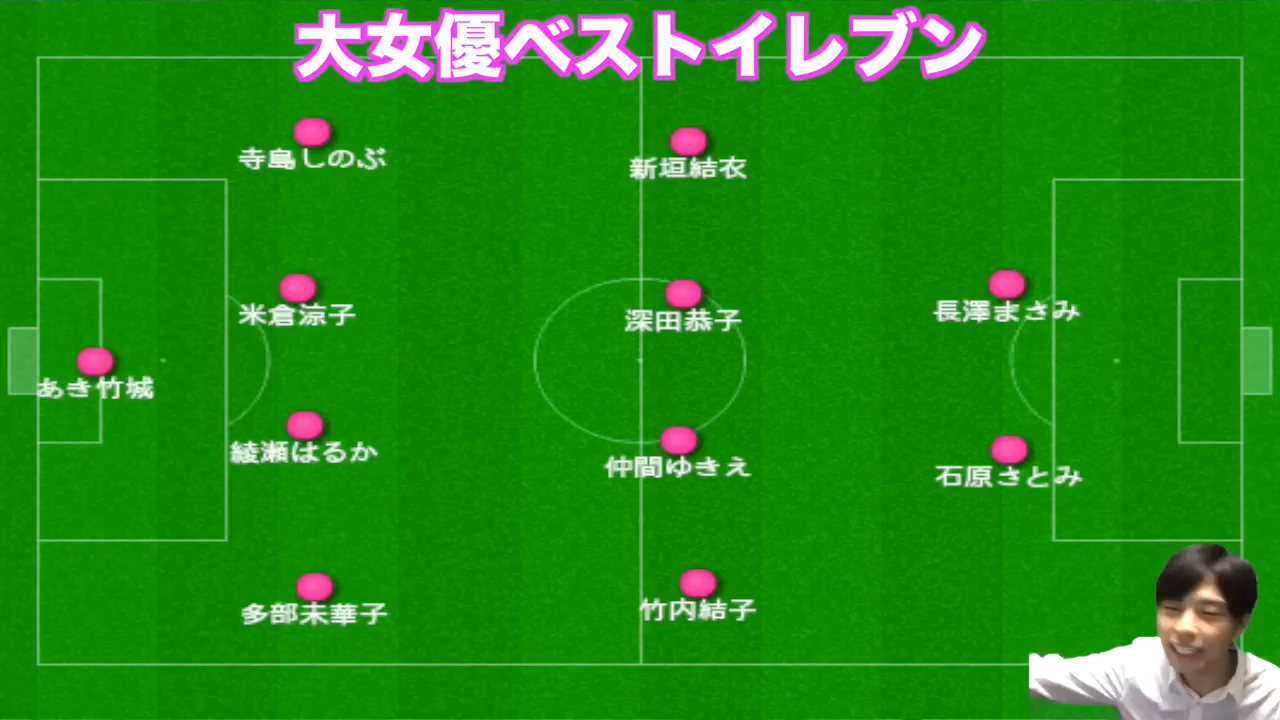 大女優ベストイレブン
寺島しのぶ
新垣結衣
米倉涼子
深田恭子
長澤まさみ
あき竹城
綾瀬はるか
仲間ゆきえ
石原さとみ
多部未華子
竹内結子